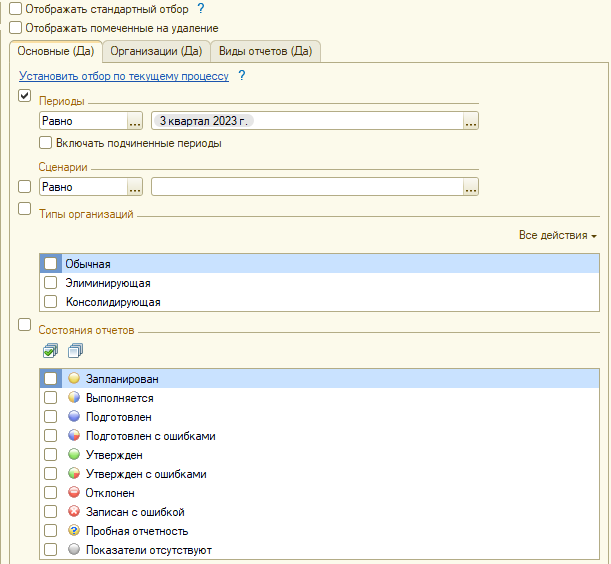 Отображать стандартный отбор ?
Отображать помеченные на удаление
Основные (Да) Организации (Да) Виды отчетов (Да)
Установить отбор по текущему процессу ?
Периоды
Равно ... 3 квартал 2023 г. ...
Включать подчиненные периоды
Сценарии
Равно ... ...
Типы организаций
Все действия
Обычная
Элиминирующая
Консолидирующая
Состояния отчетов
Запланирован
Выполняется
Подготовлен
Подготовлен с ошибками
Утвержден
Утвержден с ошибками
Отклонен
Записан с ошибкой
? Пробная отчетность
Показатели отсутствуют